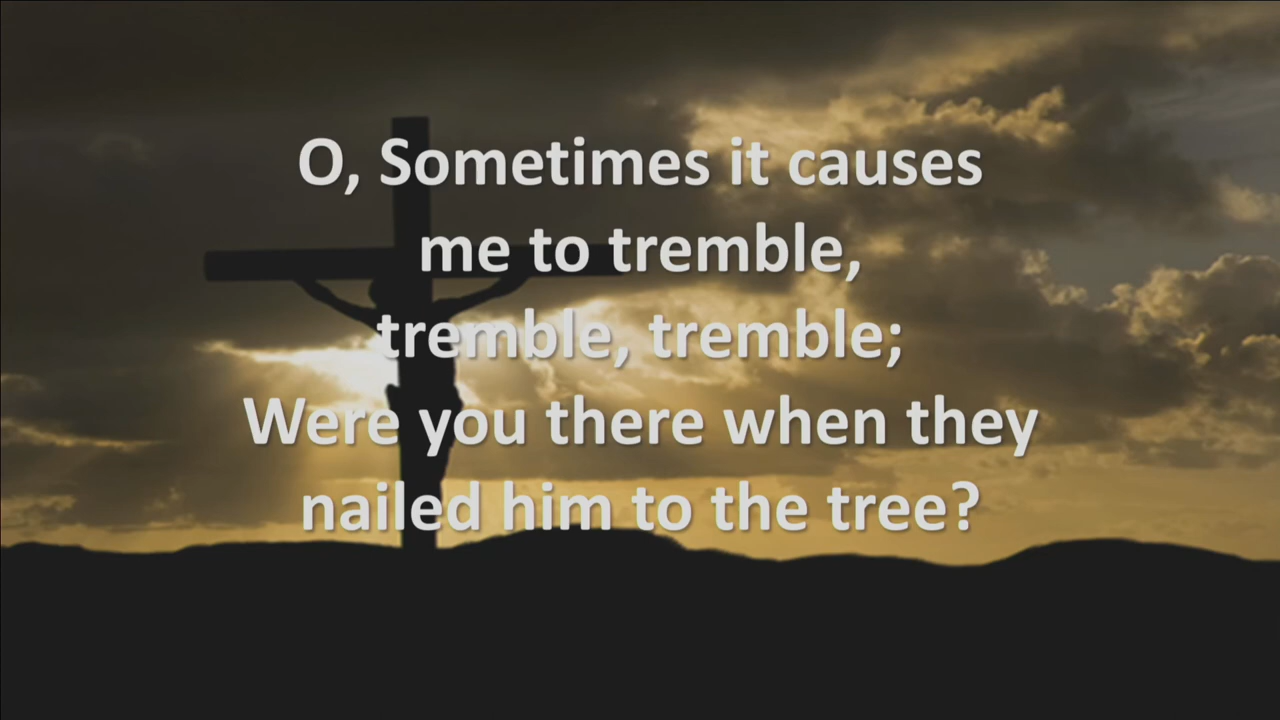 O, Sometimes it causes
me to tremble,
tremble, tremble;
Were you there when they
nailed him to the tree?